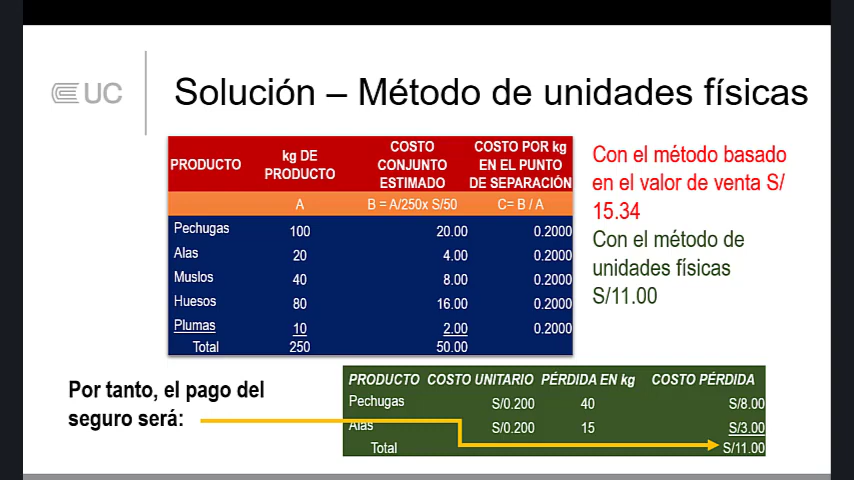 UC
Solución – Método de unidades físicas
PRODUCTO kg DE PRODUCTO COSTO CONJUNTO ESTIMADO COSTO POR kg EN EL PUNTO DE SEPARACIÓN
A B = A/250x S/50 C= B / A
Pechugas 100 20.00 0.2000
Alas 20 4.00 0.2000
Muslos 40 8.00 0.2000
Huesos 80 16.00 0.2000
Plumas 10 2.00 0.2000
Total 250 50.00
Con el método basado
en el valor de venta S/
15.34
Con el método de
unidades físicas
S/11.00
Por tanto, el pago del
seguro será:
PRODUCTO COSTO UNITARIO PÉRDIDA EN kg COSTO PÉRDIDA
Pechugas S/0.200 40 S/8.00
Alas S/0.200 15 S/3.00
Total S/11.00